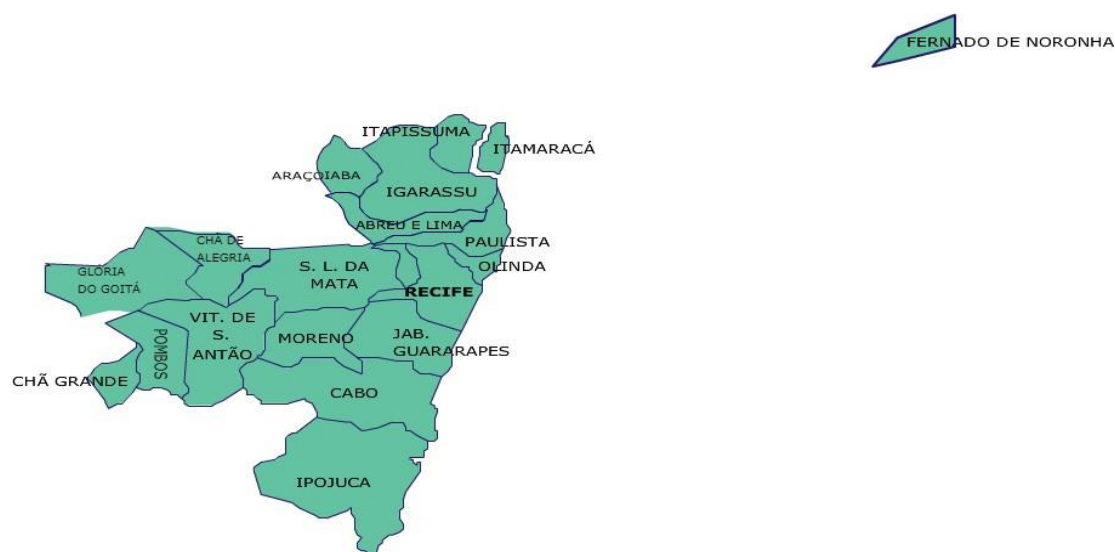 FERNADO DE NORONHA
ITAPISSUMA
ITAMARACÁ
ARAÇOIABA
IGARASSU
ABREU E LIMA
PAULISTA
CHÃ DE
ALEGRIA
OLINDA
GLÓRIA
DO GOITÁ
S. L. DA
MATA
RECIFE
VIT. DE
S.
ANTÃO
MORENO
JAB.
GUARARAPES
POMBOS
CHÃ GRANDE
CABO
IPOJUCA